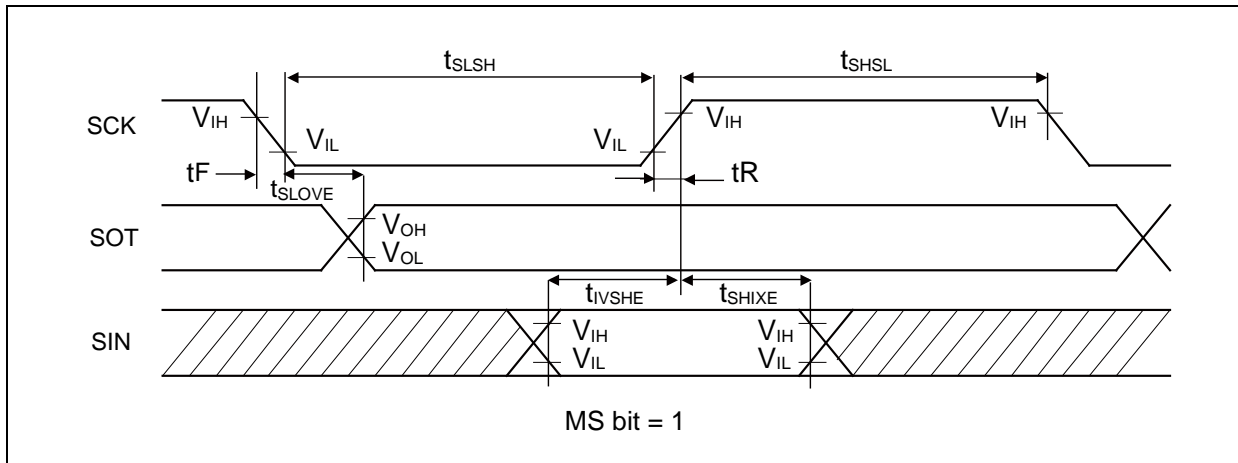 tSLSH tSHSL
SCK VIH VIL VIL VIH VIH
tF tSLOVE tR
SOT VOH
VOL
tIVSHE tSHIXE
SIN VIH VIH
VIL VIL
MS bit = 1